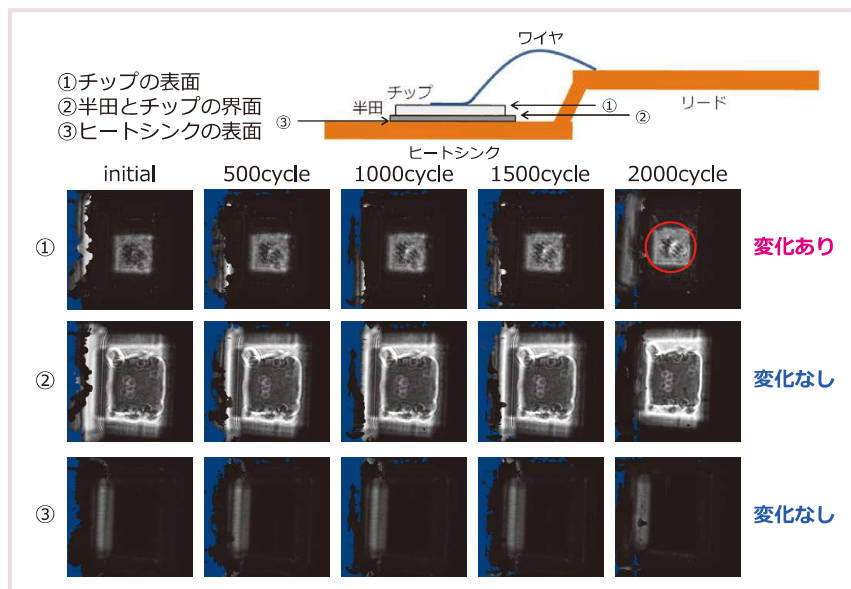 ワイヤ
①チップの表面
②半田とチップの界面
③ヒートシンクの表面
チップ
半田
①
②
③
リード
ヒートシンク
initial
500cycle
1000cycle
1500cycle
2000cycle
①
変化あり
②
変化なし
③
変化なし